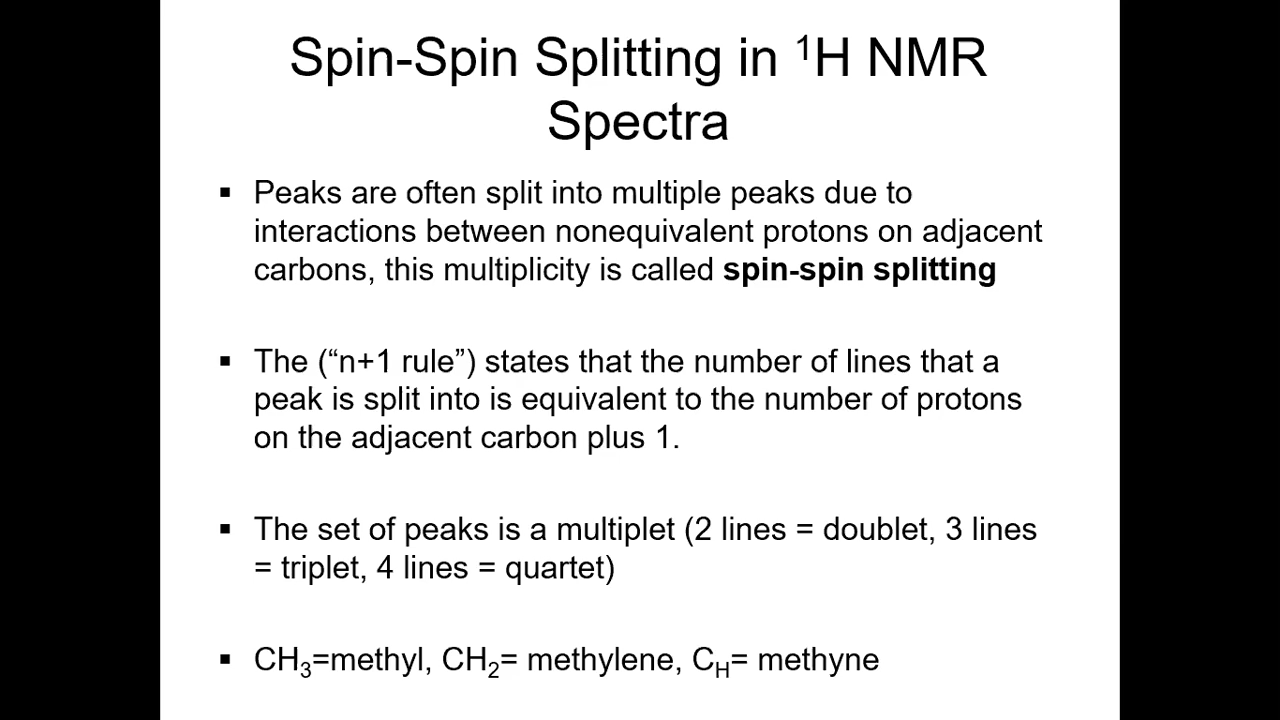 Spin-Spin Splitting in ¹H NMR
Spectra
▪ Peaks are often split into multiple peaks due to
interactions between nonequivalent protons on adjacent
carbons, this multiplicity is called spin-spin splitting
▪ The (“n+1 rule”) states that the number of lines that a
peak is split into is equivalent to the number of protons
on the adjacent carbon plus 1.
▪ The set of peaks is a multiplet (2 lines = doublet, 3 lines
= triplet, 4 lines = quartet)
▪ CH₃=methyl, CH₂= methylene, C_H= methyne